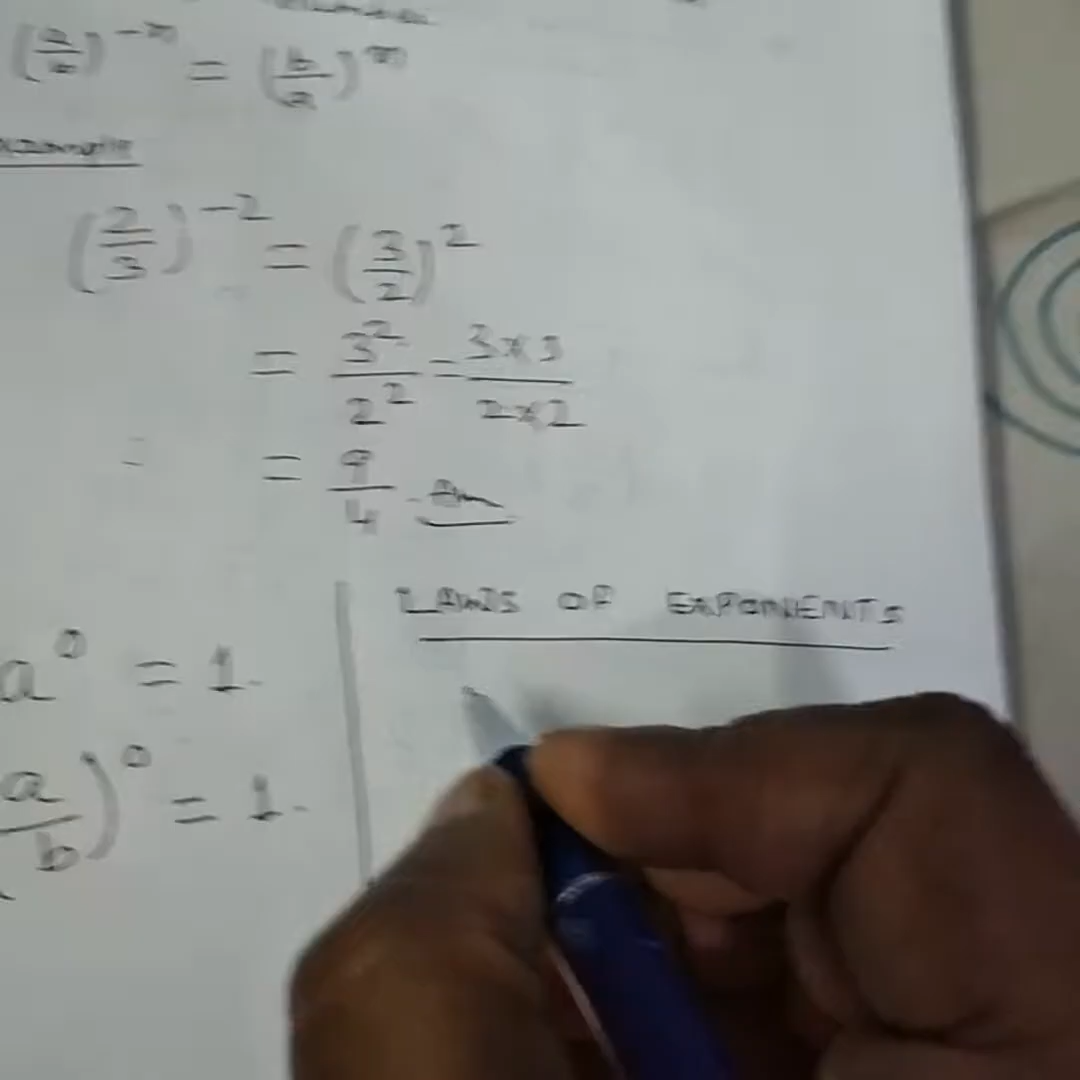 (a/b)^-m = (b/a)^m
(2/3)^-2 = (3/2)^2
= 3^2/2^2 = 3×3/2×2
= 9/4 Ans
a^0 = 1.
(a/b)^0 = 1.
LAWS OF EXPONENTS